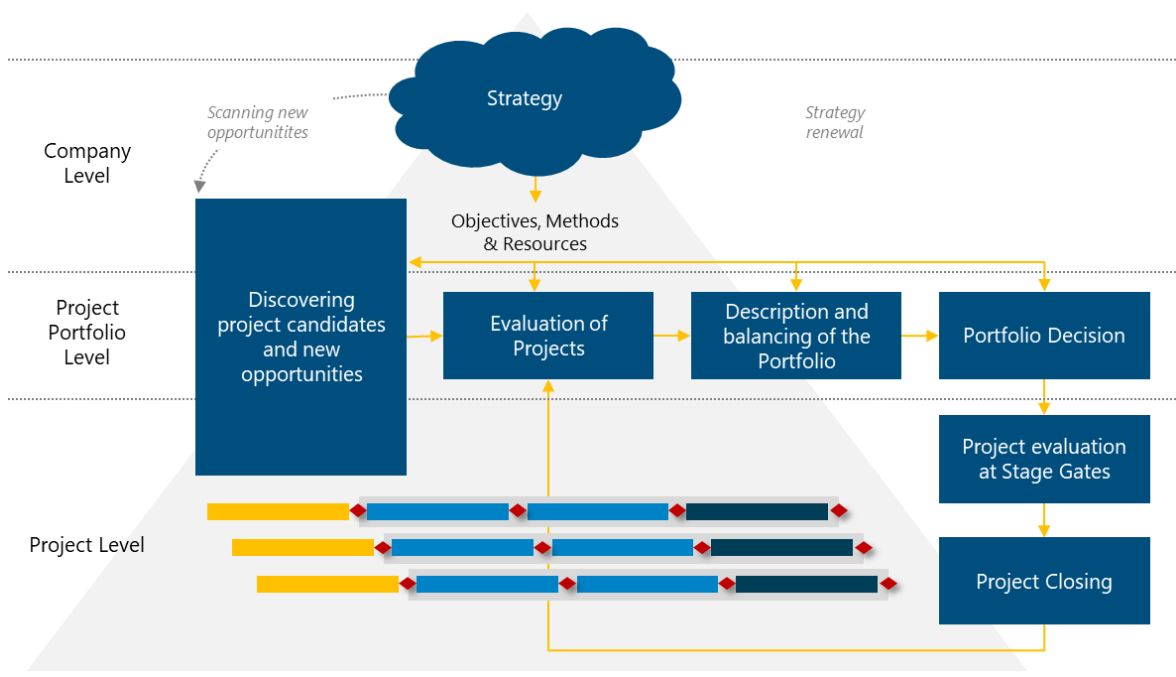 Strategy
Scanning new
opportunitites
Strategy
renewal
Company
Level
Objectives, Methods
& Resources
Project
Portfolio
Level
Discovering
project candidates
and new
opportunities
Evaluation of
Projects
Description and
balancing of the
Portfolio
Portfolio Decision
Project evaluation
at Stage Gates
Project Level
Project Closing